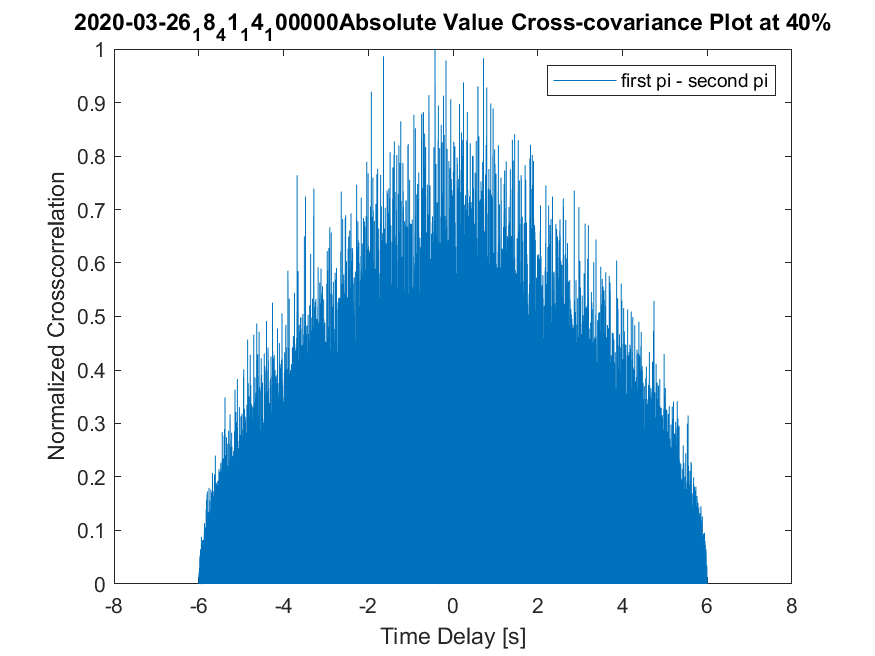 2020-03-26₁8₄1₁4₁00000Absolute Value Cross-covariance Plot at 40%
1
first pi - second pi
0.9
0.8
0.7
0.6
0.5
0.4
0.3
0.2
0.1
0
Normalized Crosscorrelation
-8 -6 -4 -2 0 2 4 6 8
Time Delay [s]